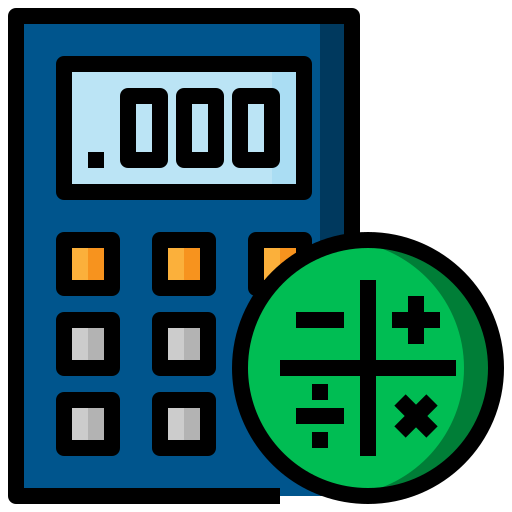 .000
− +
÷ ×